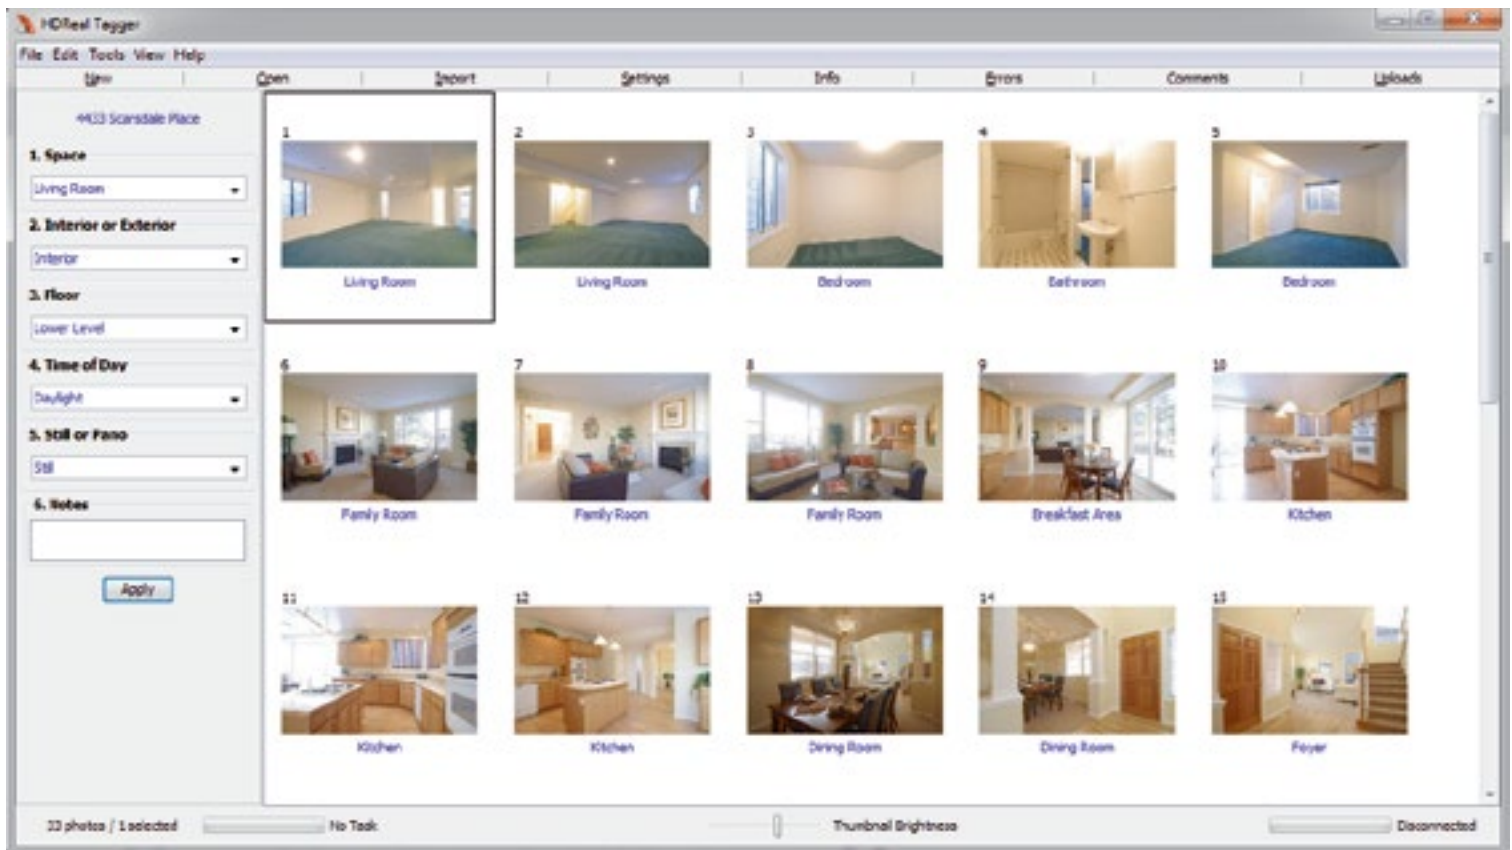 HDReal Tagger
File Edit Tools View Help
New Open Import Settings Info Errors Comments Uploads
4433 Scarsdale Place
1. Space
Living Room
2. Interior or Exterior
Interior
3. Floor
Lower Level
4. Time of Day
Daylight
5. Still or Pano
Still
6. Notes
Apply
1 2 3 4 5
Living Room Living Room Bedroom Bathroom Bedroom
6 7 8 9 10
Family Room Family Room Family Room Breakfast Area Kitchen
11 12 13 14 15
Kitchen Kitchen Dining Room Dining Room Foyer
33 photos / 1 selected No Task Thumbnail Brightness Disconnected